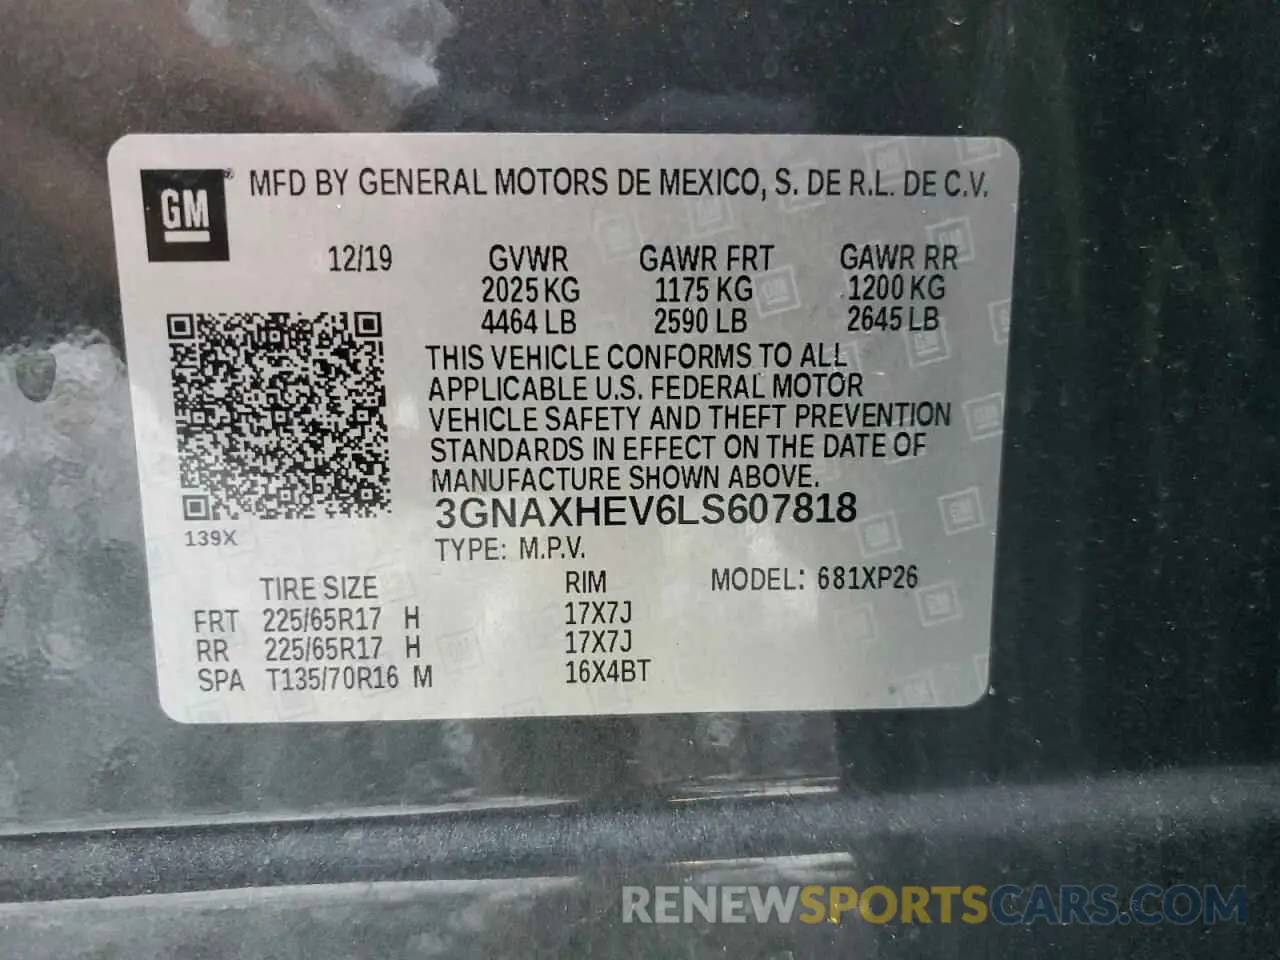 GM® MFD BY GENERAL MOTORS DE MEXICO, S. DE R.L. DE C.V.
12/19 GVWR GAWR FRT GAWR RR
2025 KG 1175 KG 1200 KG
4464 LB 2590 LB 2645 LB
THIS VEHICLE CONFORMS TO ALL
APPLICABLE U.S. FEDERAL MOTOR
VEHICLE SAFETY AND THEFT PREVENTION
STANDARDS IN EFFECT ON THE DATE OF
MANUFACTURE SHOWN ABOVE.
3GNAXHEV6LS607818
139X
TYPE: M.P.V.
TIRE SIZE RIM MODEL: 681XP26
FRT 225/65R17 H 17X7J
RR 225/65R17 H 17X7J
SPA T135/70R16 M 16X4BT
RENEWSPORTSCARS.COM